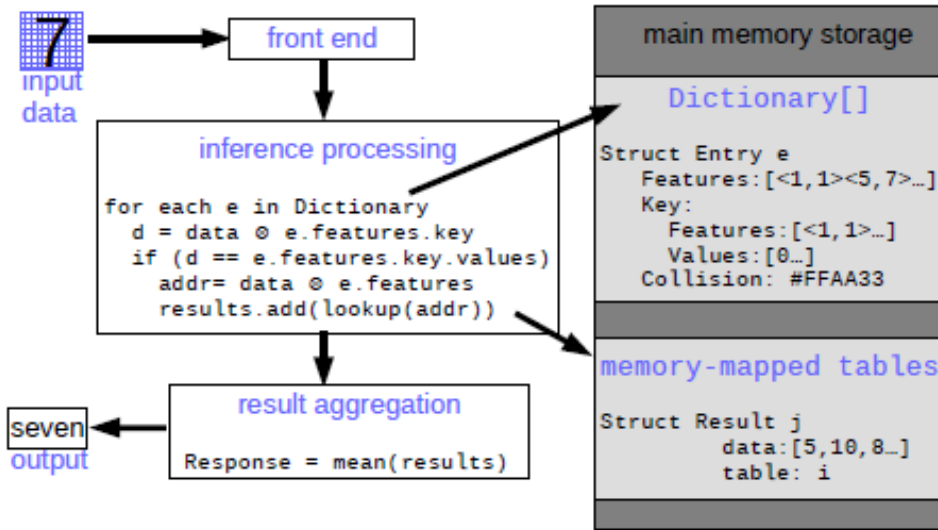 7
input
data
front end
inference processing
for each e in Dictionary
d = data ⊗ e.features.key
if (d == e.features.key.values)
addr= data ⊗ e.features
results.add(lookup(addr))
result aggregation
Response = mean(results)
seven
output
main memory storage
Dictionary[]
Struct Entry e
Features:[<1,1><5,7>…]
Key:
Features:[<1,1>…]
Values:[0…]
Collision: #FFAA33
memory-mapped tables
Struct Result j
data:[5,10,8…]
table: i